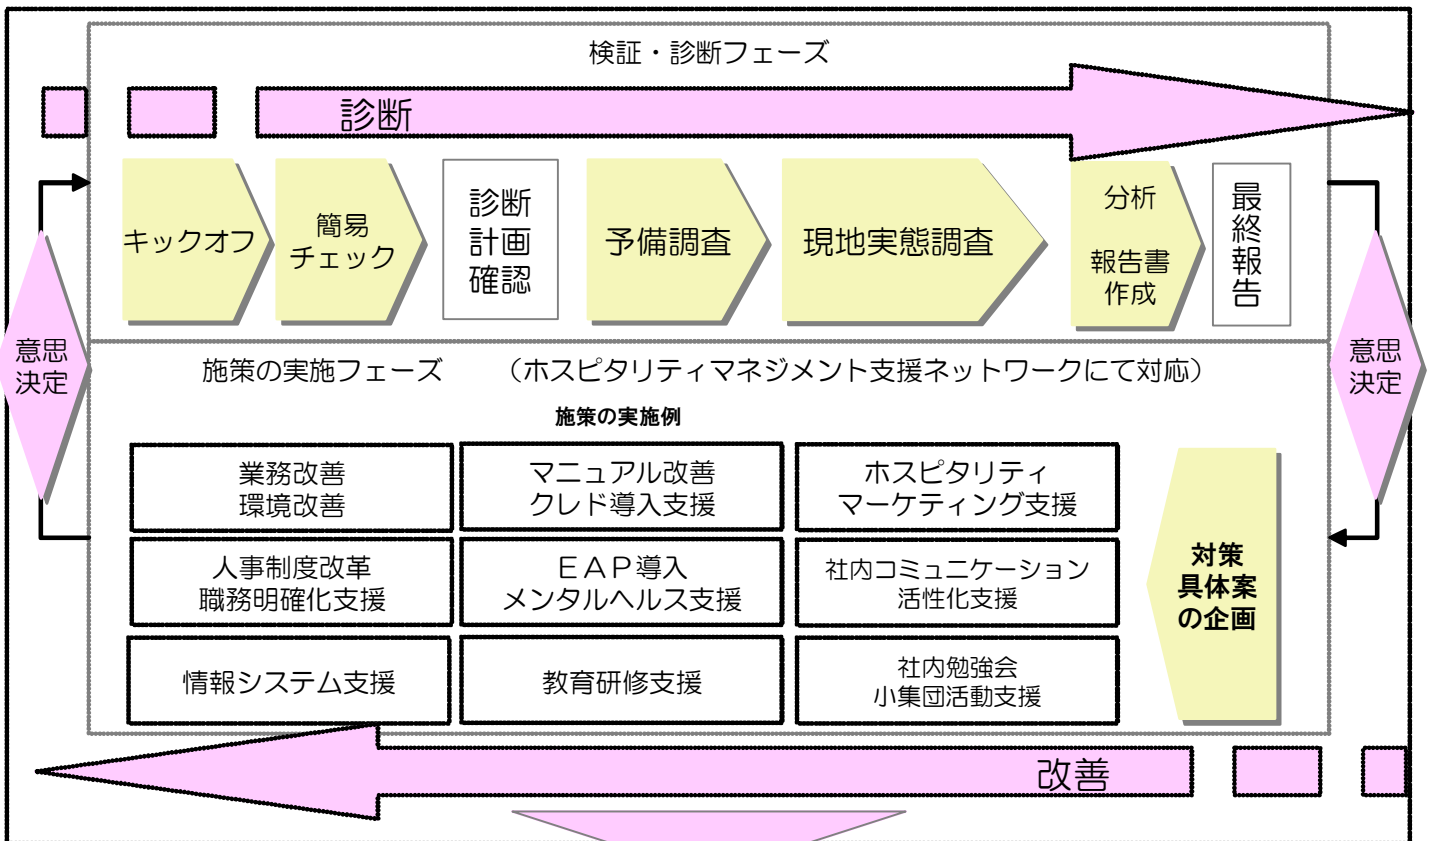 検証・診断フェーズ
診断
キックオフ
簡易
チェック
診断
計画
確認
予備調査
現地実態調査
分析
報告書
作成
最終報告
意思
決定
意思
決定
施策の実施フェーズ　　（ホスピタリティマネジメント支援ネットワークにて対応）
施策の実施例
業務改善
環境改善
マニュアル改善
クレド導入支援
ホスピタリティ
マーケティング支援
人事制度改革
職務明確化支援
ＥＡＰ導入
メンタルヘルス支援
社内コミュニケーション
活性化支援
情報システム支援
教育研修支援
社内勉強会
小集団活動支援
対策
具体案
の企画
改善